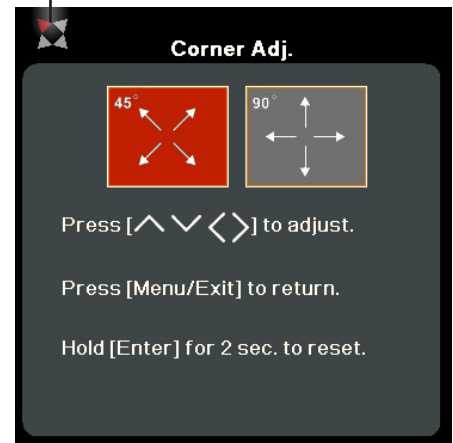 Corner Adj.
45° 90°
Press [∧ ∨ < >] to adjust.
Press [Menu/Exit] to return.
Hold [Enter] for 2 sec. to reset.